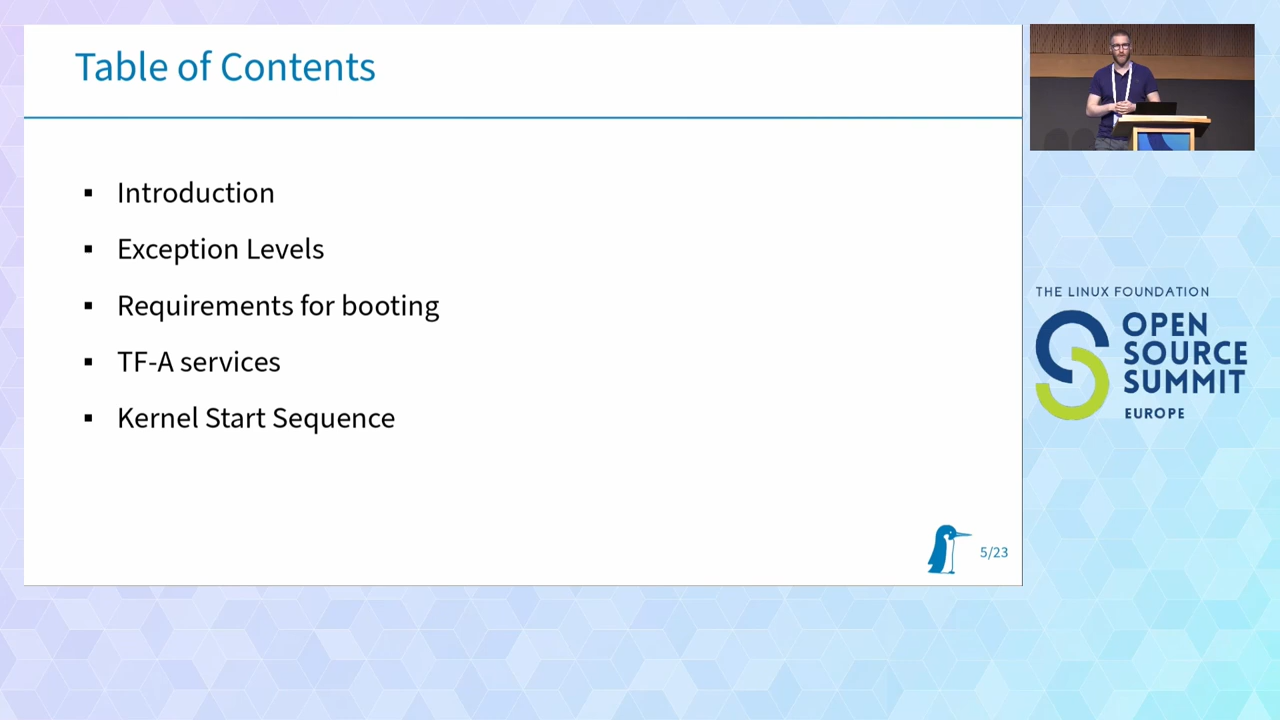 Table of Contents
▪ Introduction
▪ Exception Levels
▪ Requirements for booting
▪ TF-A services
▪ Kernel Start Sequence
5/23
THE LINUX FOUNDATION
OPEN
SOURCE
SUMMIT
EUROPE